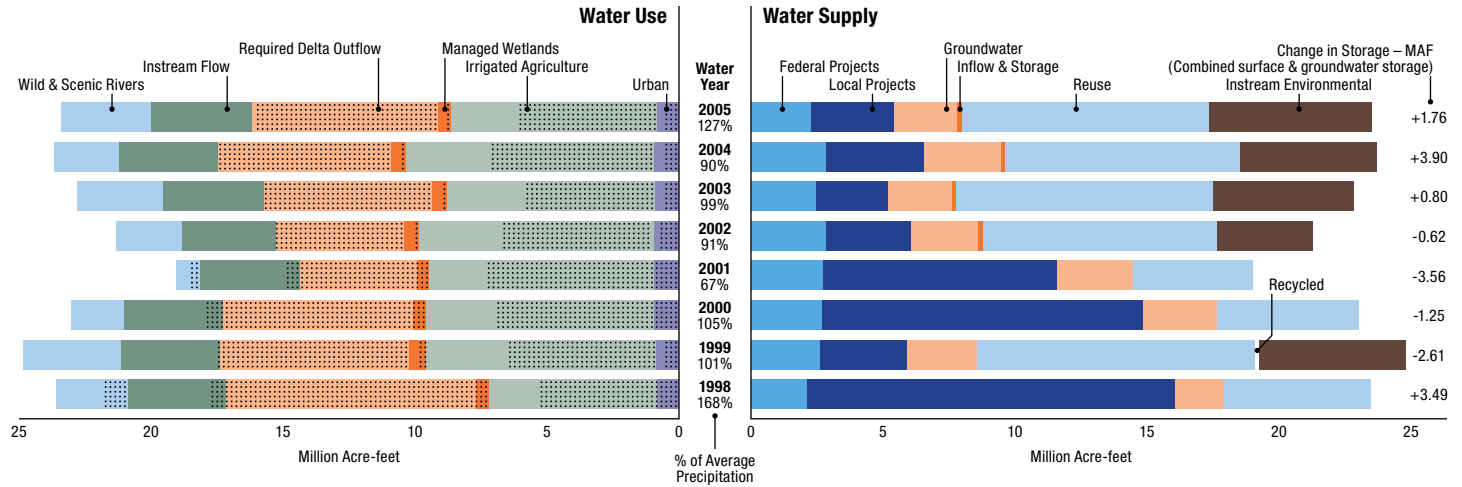 Water Use
Water Supply
Required Delta Outflow
Managed Wetlands
Instream Flow
Irrigated Agriculture
Wild & Scenic Rivers
Urban
Water
Year
Groundwater
Inflow & Storage
Federal Projects
Local Projects
Reuse
Change in Storage – MAF
(Combined surface & groundwater storage)
Instream Environmental
2005
127%
+1.76
2004
90%
+3.90
2003
99%
+0.80
2002
91%
-0.62
2001
67%
-3.56
Recycled
2000
105%
-1.25
1999
101%
-2.61
1998
168%
+3.49
25 20 15 10 5 0
0 5 10 15 20 25
Million Acre-feet
% of Average
Precipitation
Million Acre-feet